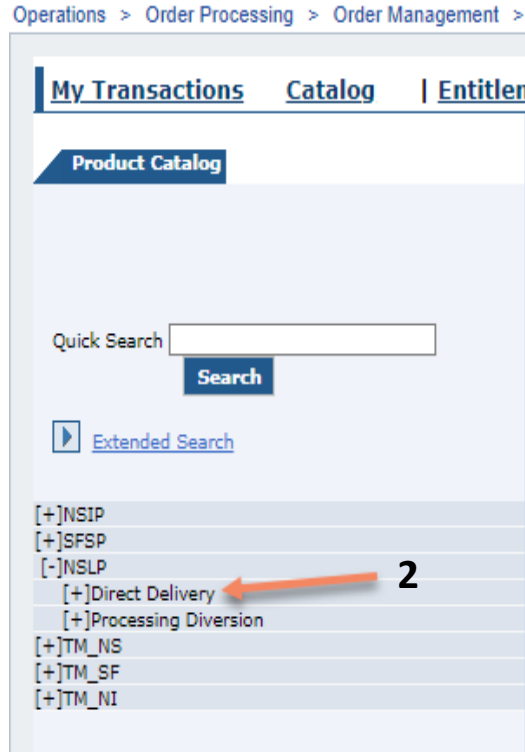 Operations > Order Processing > Order Management >
My Transactions Catalog | Entitlem
Product Catalog
Quick Search
Search
Extended Search
[+]NSIP
[+]SFSP
[-]NSLP
[+]Direct Delivery 2
[+]Processing Diversion
[+]TM_NS
[+]TM_SF
[+]TM_NI